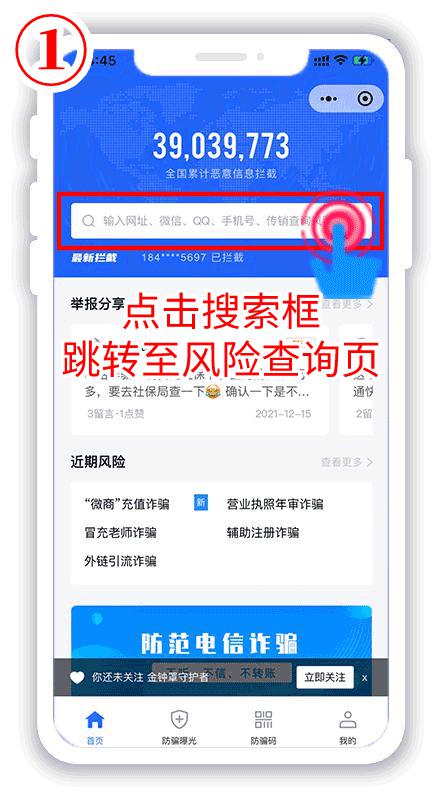 1
:45
39,039,773
全国累计恶意信息拦截
输入网址、微信、QQ、手机号、传销查询
最新拦截 184****5697 已拦截
举报分享 查看更多 >
点击搜索框
跳转至风险查询页
多，要去社保局查一下😂 确认一下是不...
3留言·1点赞 2021-12-15
通快
2留
近期风险 查看更多 >
“微商”充值诈骗 新 营业执照年审诈骗
冒充老师诈骗 辅助注册诈骗
外链引流诈骗
防范电信诈骗
不听、不信、不转账
你还未关注 金钟罩守护者 立即关注 x
首页 防骗曝光 防骗码 我的